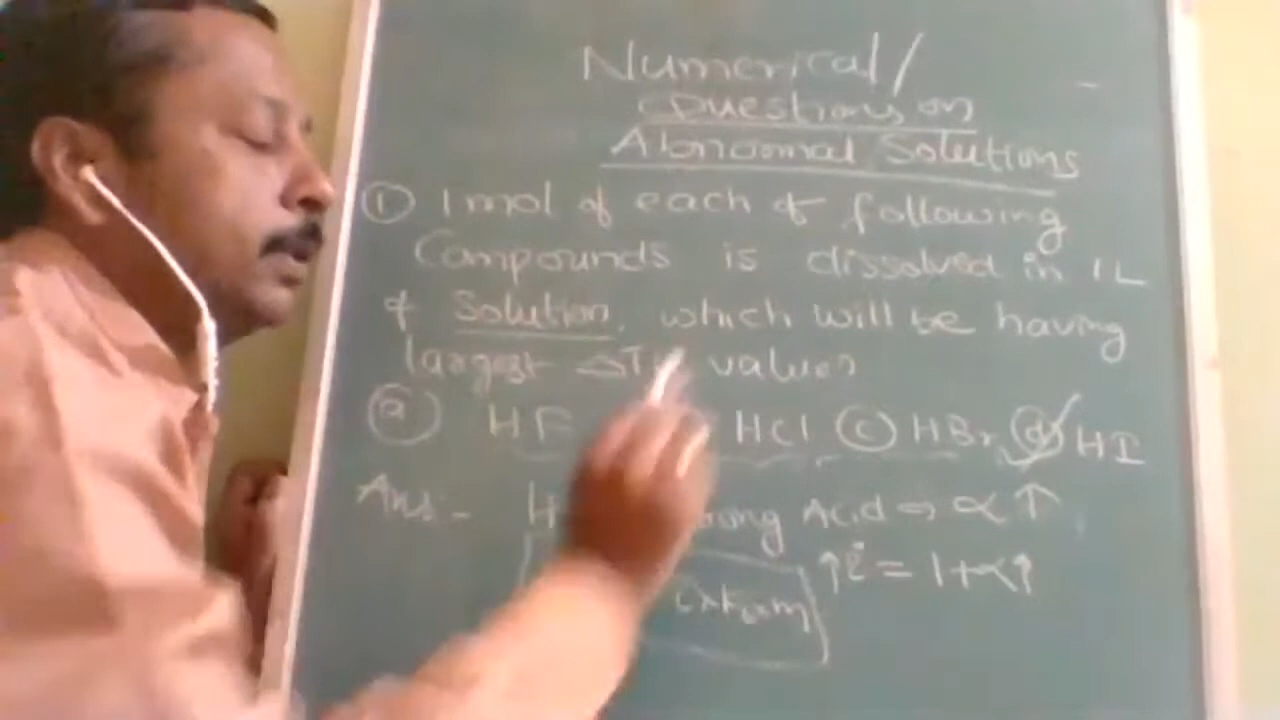 Numerical/
Questions on
Abnormal Solutions
① 1 mol of each of following
Compounds is dissolved in 1L
of Solution, which will be having
largest values
ⓐ HF HCl ⓒ HBr ⓓ HI
Ans:- Acid ⇒ α↑
↑i = 1+α↑